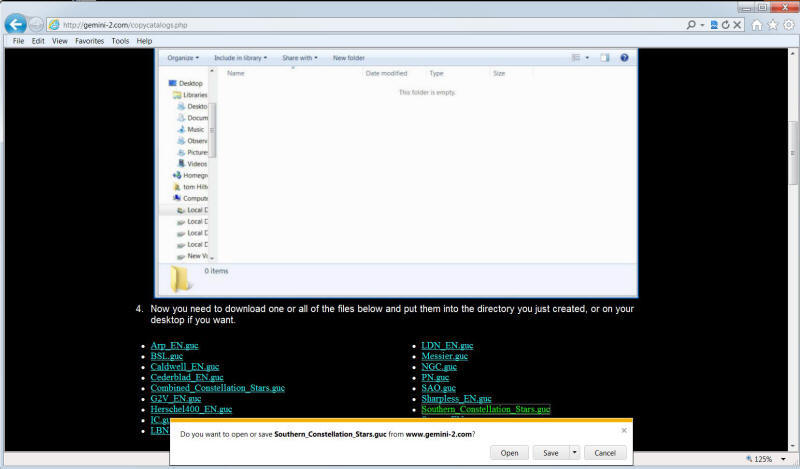 http://gemini-2.com/copycatalogs.php
File Edit View Favorites Tools Help
Organize Include in library Share with New folder
Name Date modified Type Size
This folder is empty.
Desktop
Libraries
Deskto
Docum
Music
Observ
Pictures
Videos
Homegro
tom Hilt
Compute
Local D
Local D
Local D
Local D
New Vo
0 items
4. Now you need to download one or all of the files below and put them into the directory you just created, or on your
desktop if you want.
Arp_EN.guc
BSL.guc
Caldwell_EN.guc
Cederblad_EN.guc
Combined_Constellation_Stars.guc
G2V_EN.guc
Herschel400_EN.guc
IC.gu
LBN
LDN_EN.guc
Messier.guc
NGC.guc
PN.guc
SAO.guc
Sharpless_EN.guc
Southern_Constellation_Stars.guc
Do you want to open or save Southern_Constellation_Stars.guc from www.gemini-2.com?
Open Save Cancel
125%